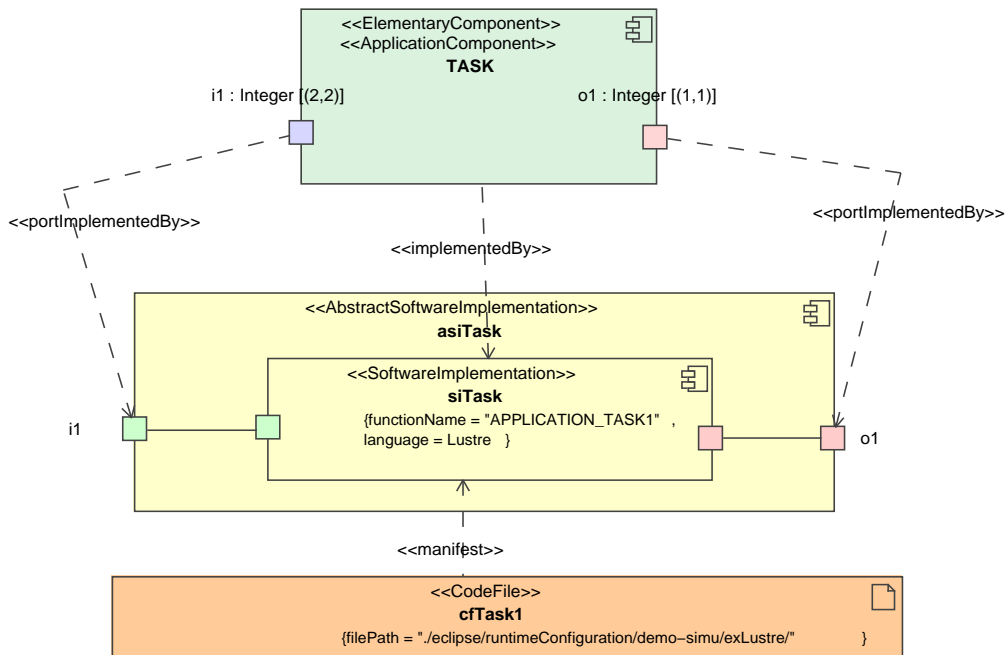 <<ElementaryComponent>>
<<ApplicationComponent>>
TASK
i1 : Integer [(2,2)]
o1 : Integer [(1,1)]
<<portImplementedBy>>
<<portImplementedBy>>
<<implementedBy>>
<<AbstractSoftwareImplementation>>
asiTask
<<SoftwareImplementation>>
siTask
{functionName = "APPLICATION_TASK1" ,
language = Lustre }
i1
o1
<<manifest>>
<<CodeFile>>
cfTask1
{filePath = "./eclipse/runtimeConfiguration/demo−simu/exLustre/" }